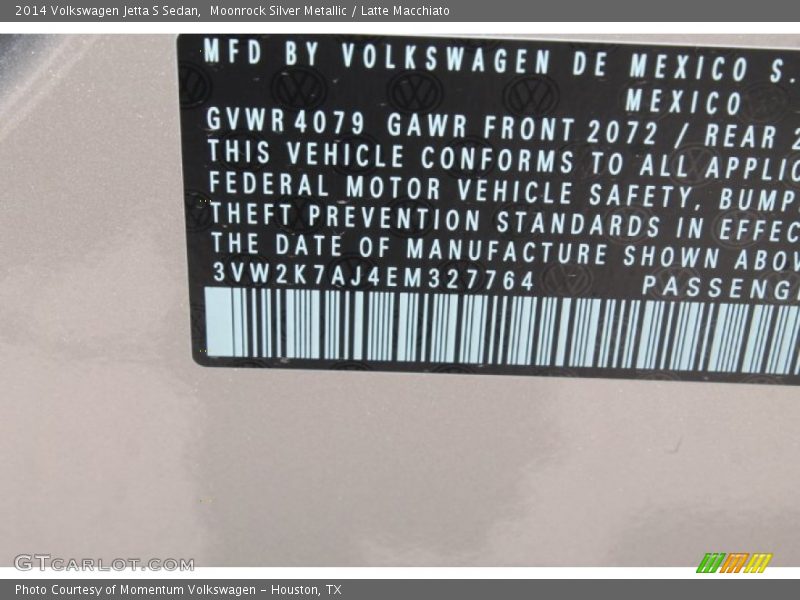 2014 Volkswagen Jetta S Sedan,  Moonrock Silver Metallic / Latte Macchiato
MFD BY VOLKSWAGEN DE MEXICO S.
MEXICO
GVWR 4079 GAWR FRONT 2072 / REAR 2
THIS VEHICLE CONFORMS TO ALL APPLIC
FEDERAL MOTOR VEHICLE SAFETY, BUMP
THEFT PREVENTION STANDARDS IN EFFEC
THE DATE OF MANUFACTURE SHOWN ABOV
3VW2K7AJ4EM327764 PASSENG
GTCARLOT.COM
Photo Courtesy of Momentum Volkswagen – Houston, TX